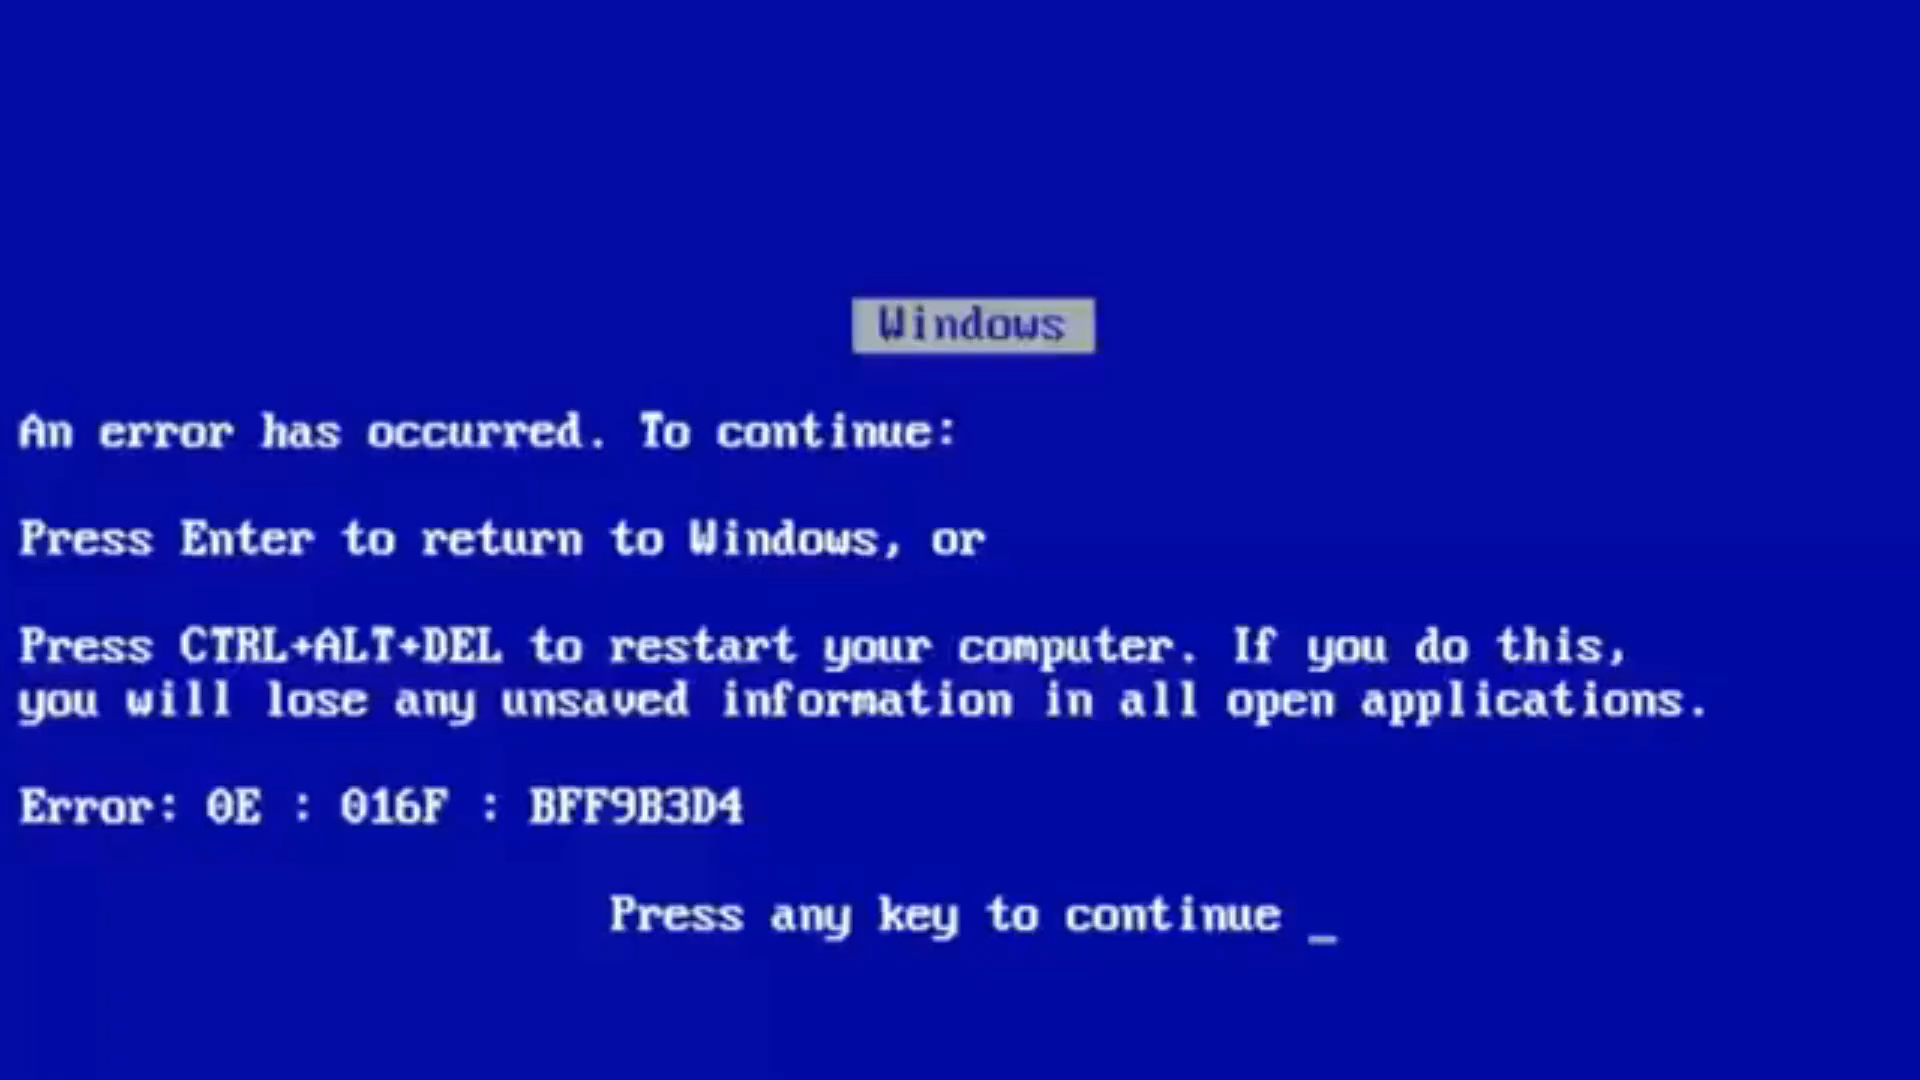 Windows
An error has occurred. To continue:
Press Enter to return to Windows, or
Press CTRL+ALT+DEL to restart your computer. If you do this,
you will lose any unsaved information in all open applications.
Error: 0E : 016F : BFF9B3D4
Press any key to continue _